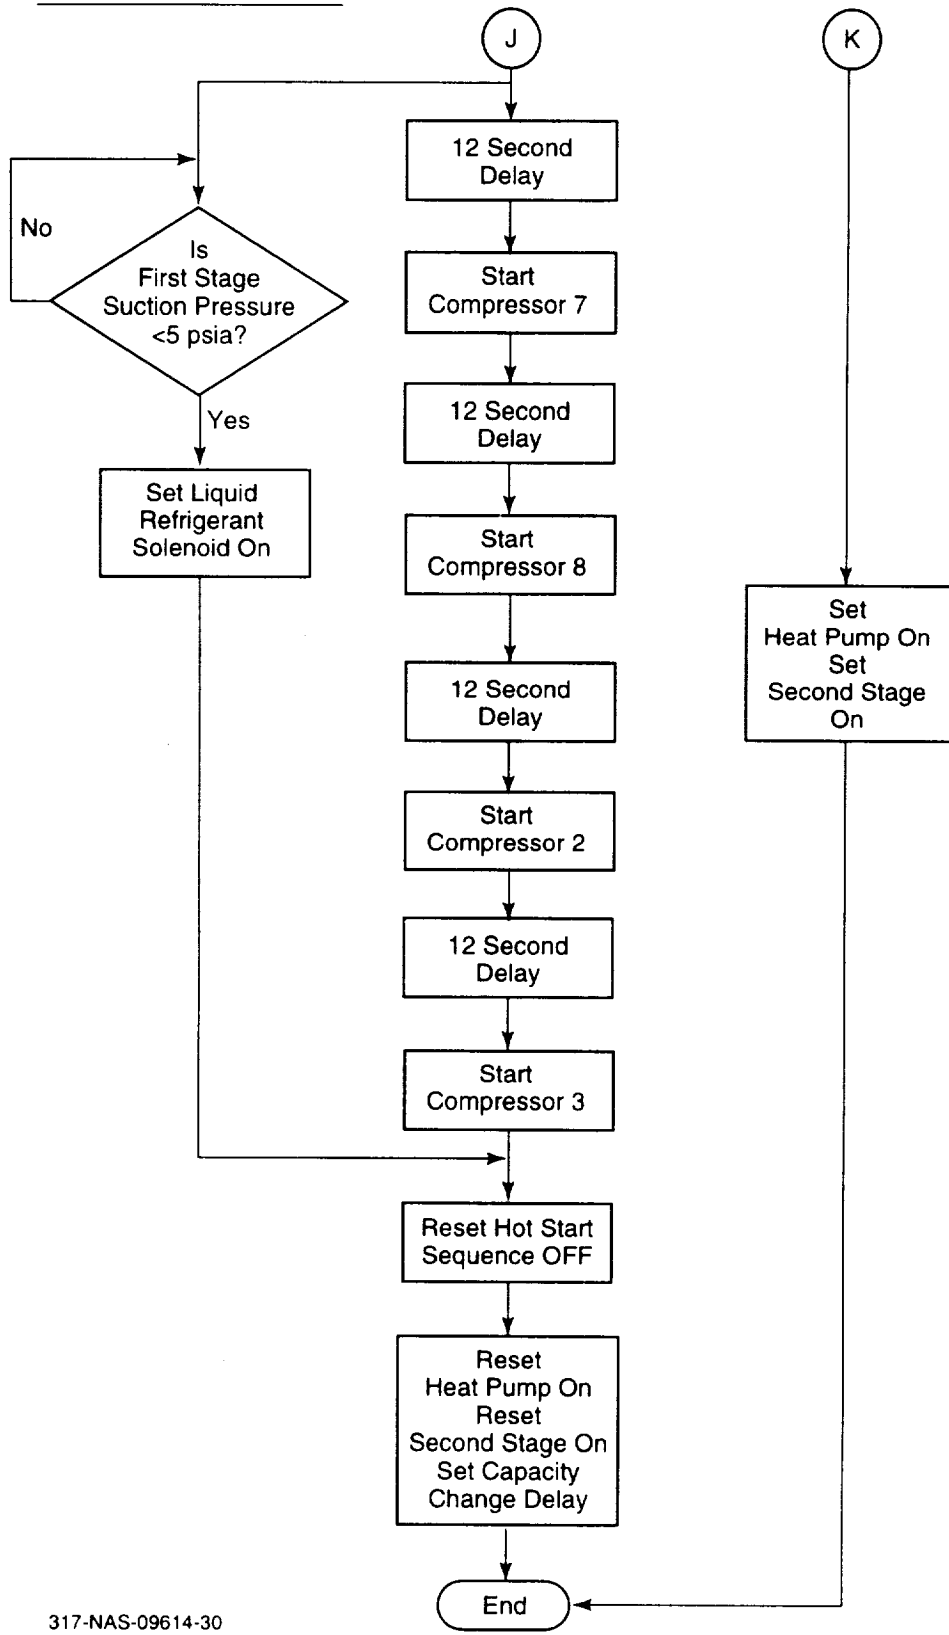 J
K
12 Second
Delay
No
Is
First Stage
Suction Pressure
<5 psia?
Start
Compressor 7
Yes
12 Second
Delay
Set Liquid
Refrigerant
Solenoid On
Start
Compressor 8
Set
Heat Pump On
Set
Second Stage
On
12 Second
Delay
Start
Compressor 2
12 Second
Delay
Start
Compressor 3
Reset Hot Start
Sequence OFF
Reset
Heat Pump On
Reset
Second Stage On
Set Capacity
Change Delay
End
317-NAS-09614-30